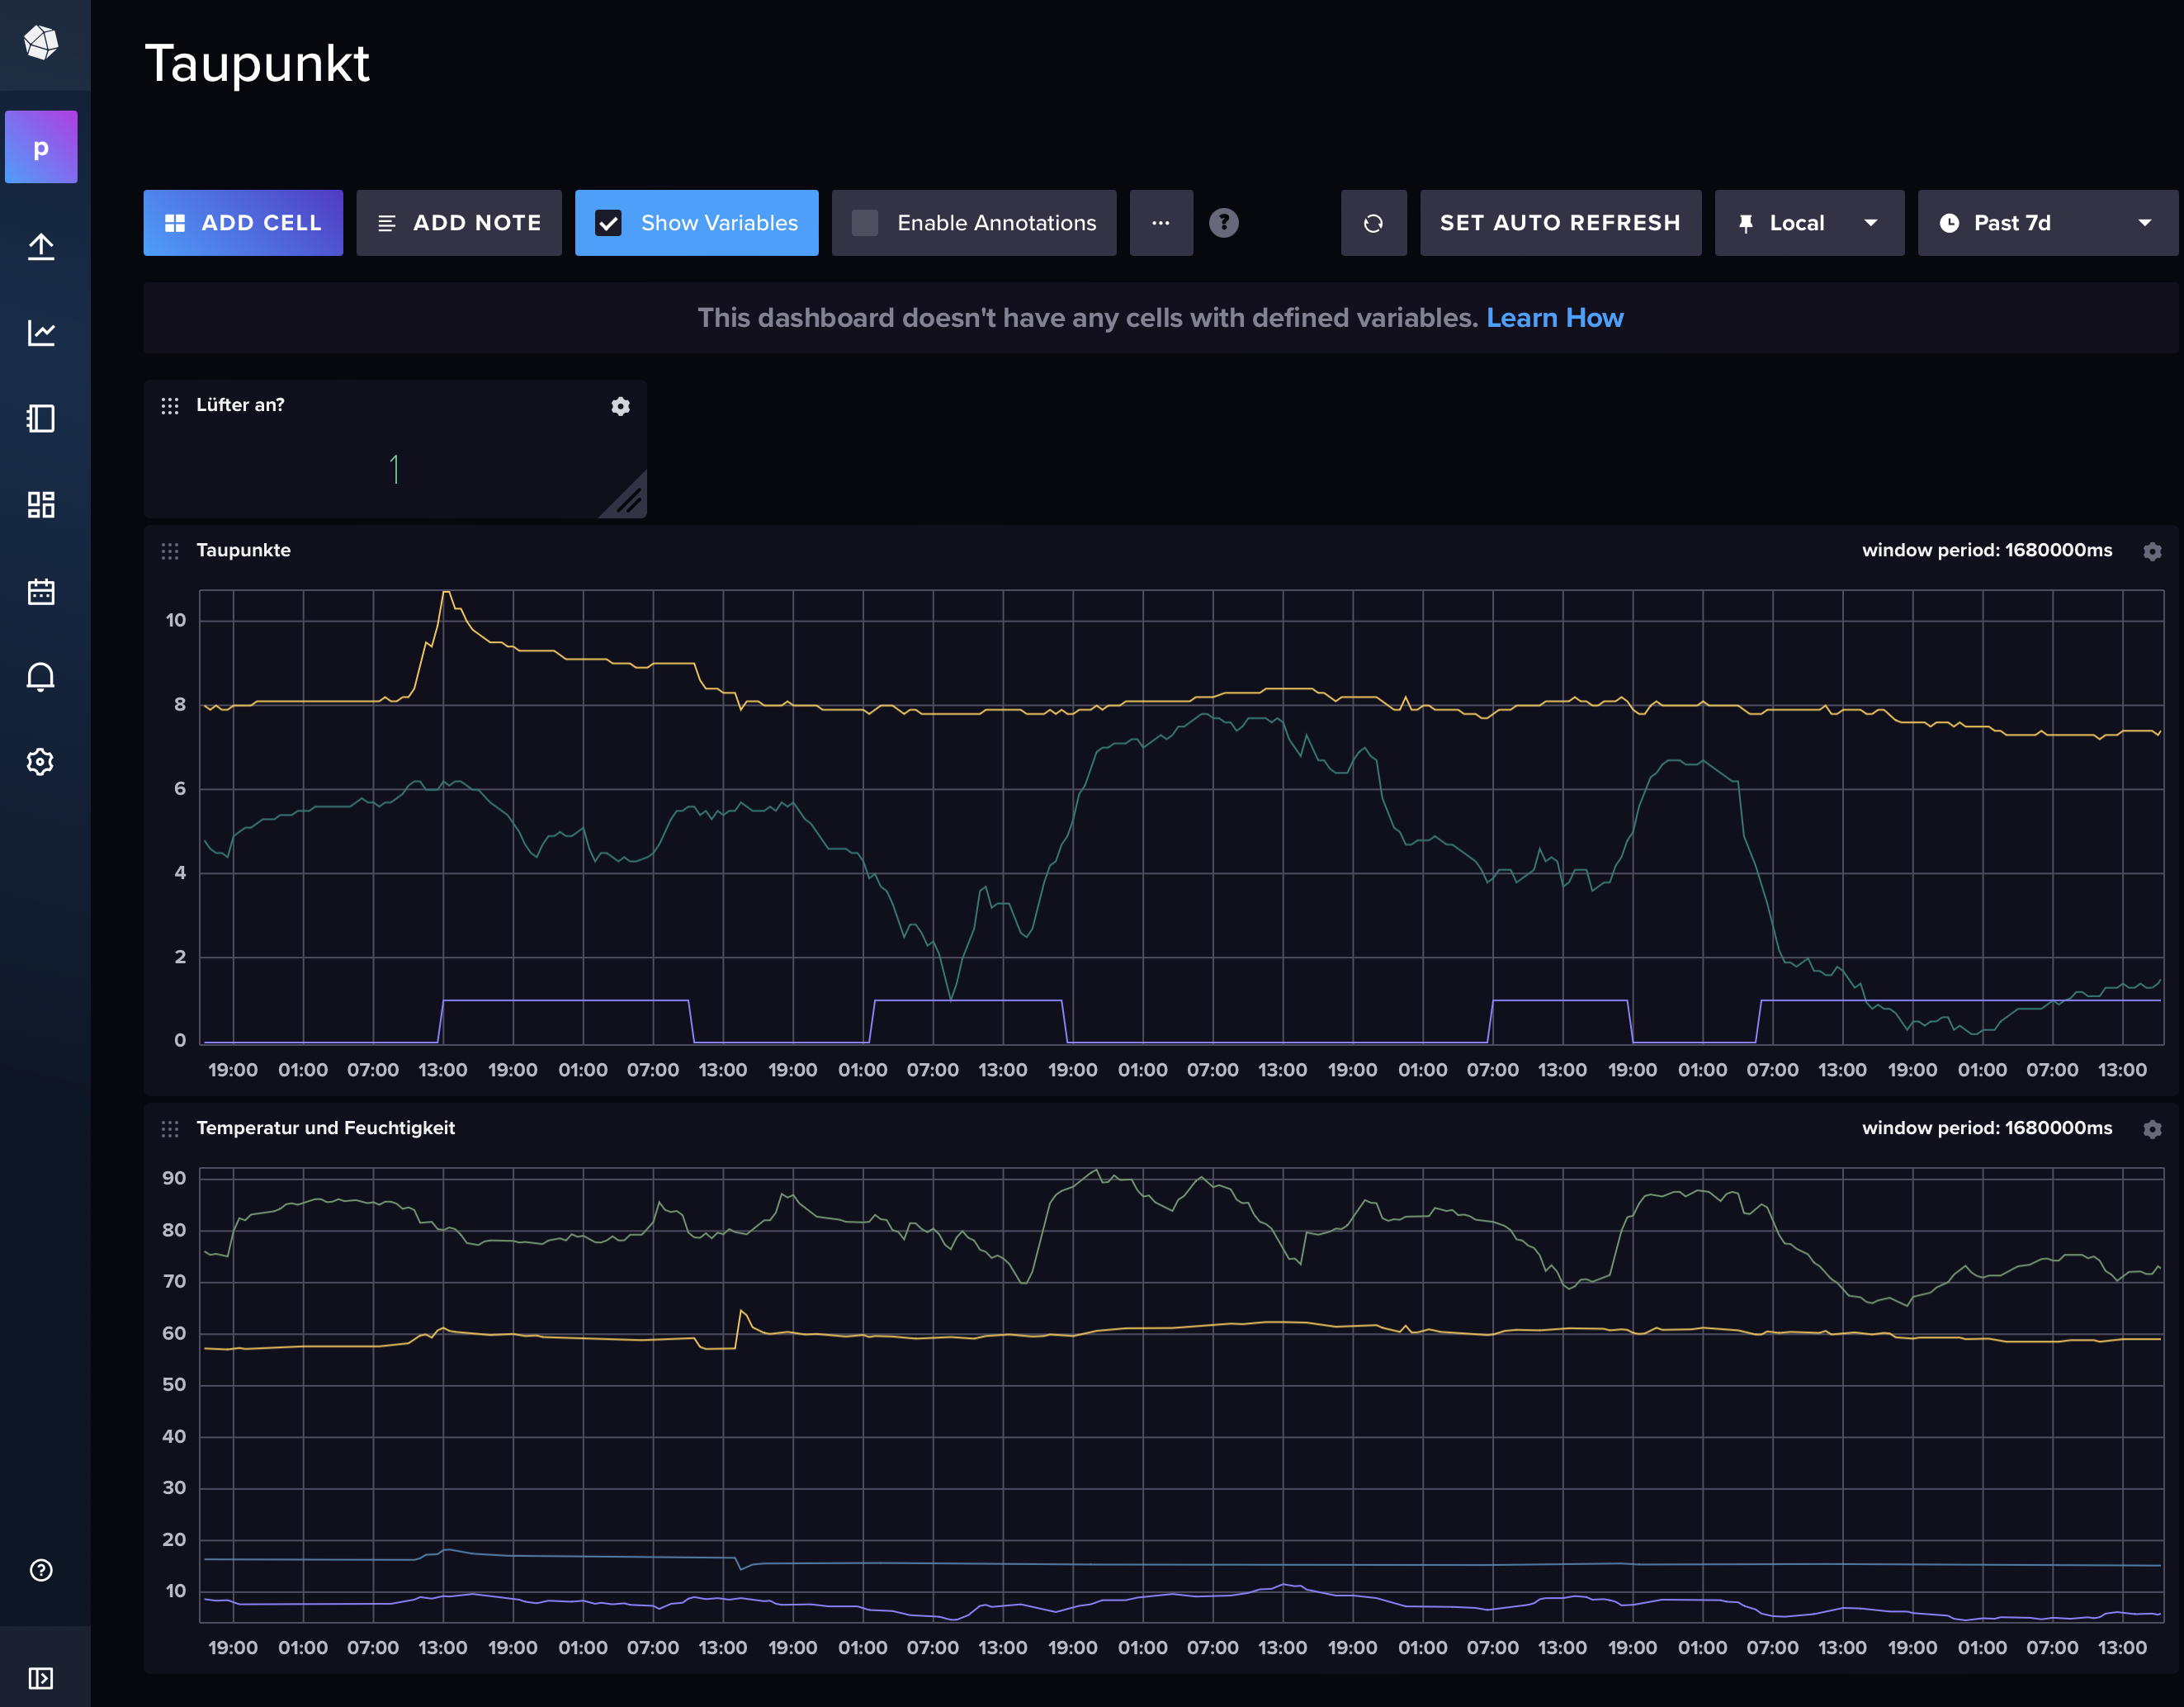 Taupunkt
p
ADD CELL
ADD NOTE
Show Variables
Enable Annotations
...
?
SET AUTO REFRESH
Local
Past 7d
This dashboard doesn't have any cells with defined variables. Learn How
Lüfter an?
1
Taupunkte
window period: 1680000ms
10
8
6
4
2
0
19:00 01:00 07:00 13:00 19:00 01:00 07:00 13:00 19:00 01:00 07:00 13:00 19:00 01:00 07:00 13:00 19:00 01:00 07:00 13:00 19:00 01:00 07:00 13:00 19:00 01:00 07:00 13:00
Temperatur und Feuchtigkeit
window period: 1680000ms
90
80
70
60
50
40
30
20
10
19:00 01:00 07:00 13:00 19:00 01:00 07:00 13:00 19:00 01:00 07:00 13:00 19:00 01:00 07:00 13:00 19:00 01:00 07:00 13:00 19:00 01:00 07:00 13:00 19:00 01:00 07:00 13:00
?